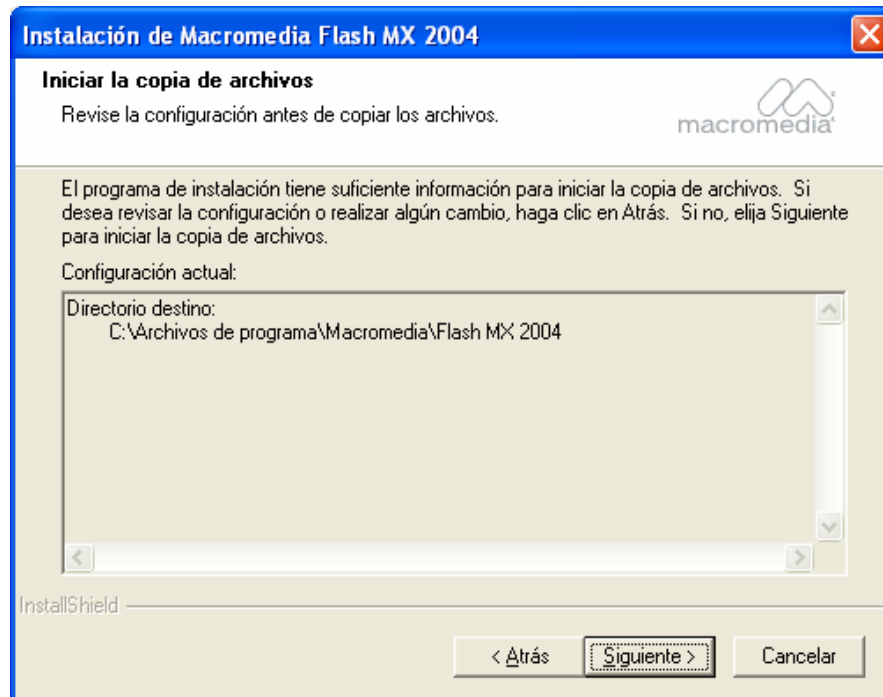 Instalación de Macromedia Flash MX 2004
Iniciar la copia de archivos
Revise la configuración antes de copiar los archivos.
macromedia
El programa de instalación tiene suficiente información para iniciar la copia de archivos. Si
desea revisar la configuración o realizar algún cambio, haga clic en Atrás. Si no, elija Siguiente
para iniciar la copia de archivos.
Configuración actual:
Directorio destino:
C:\Archivos de programa\Macromedia\Flash MX 2004
InstallShield
< Atrás
Siguiente >
Cancelar